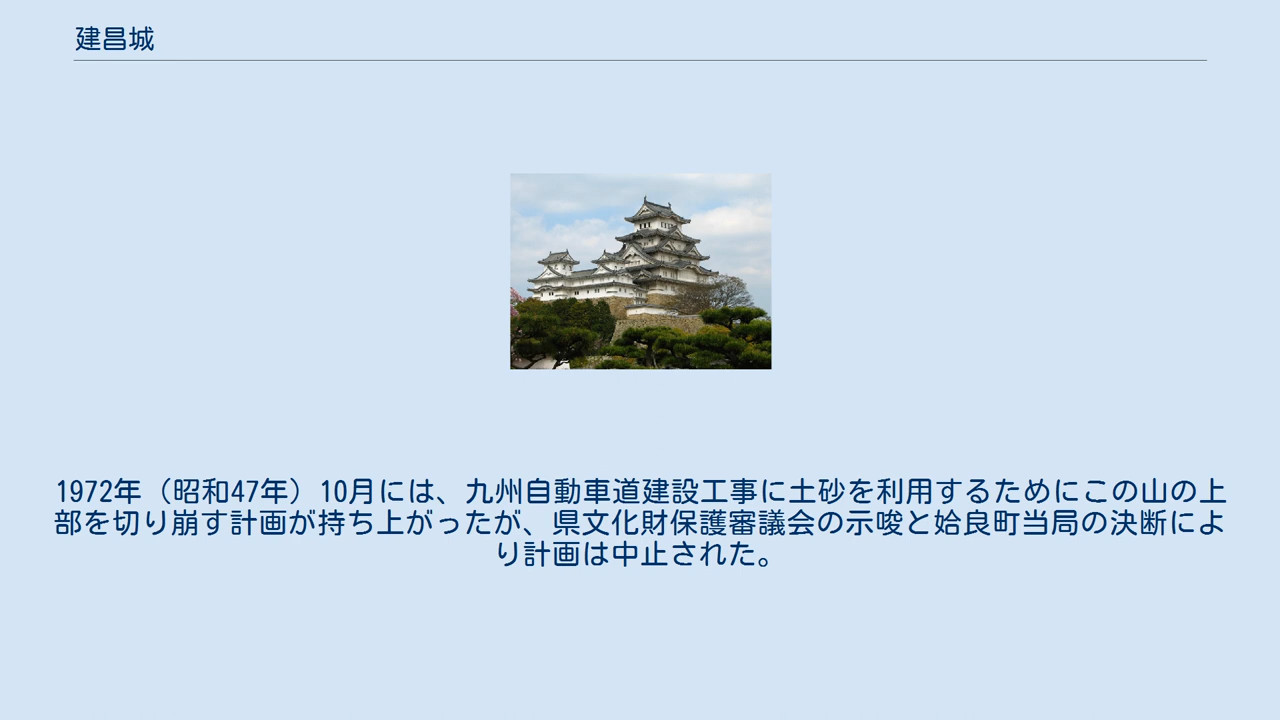 建昌城
1972年（昭和47年）10月には、九州自動車道建設工事に土砂を利用するためにこの山の上
部を切り崩す計画が持ち上がったが、県文化財保護審議会の示唆と姶良町当局の決断によ
り計画は中止された。